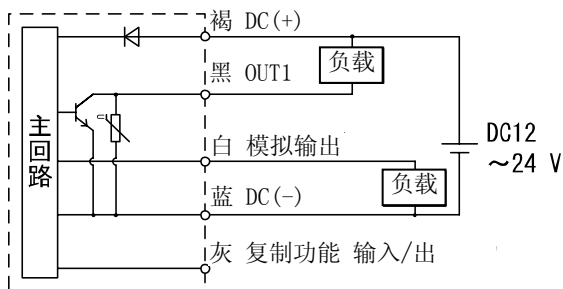 褐 DC(+)
负载
黑 OUT1
主回路
U
白 模拟输出
DC12
～24 V
负载
蓝 DC(-)
灰 复制功能 输入/出